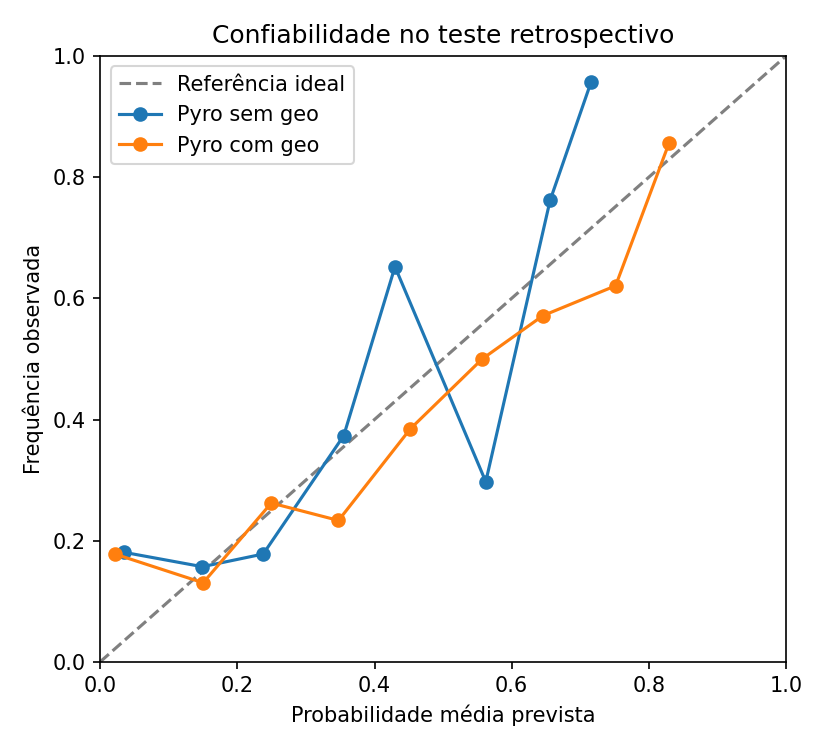 Confiabilidade no teste retrospectivo
Referência ideal
Pyro sem geo
Pyro com geo
Frequência observada
1.0
0.8
0.6
0.4
0.2
0.0
0.0 0.2 0.4 0.6 0.8 1.0
Probabilidade média prevista